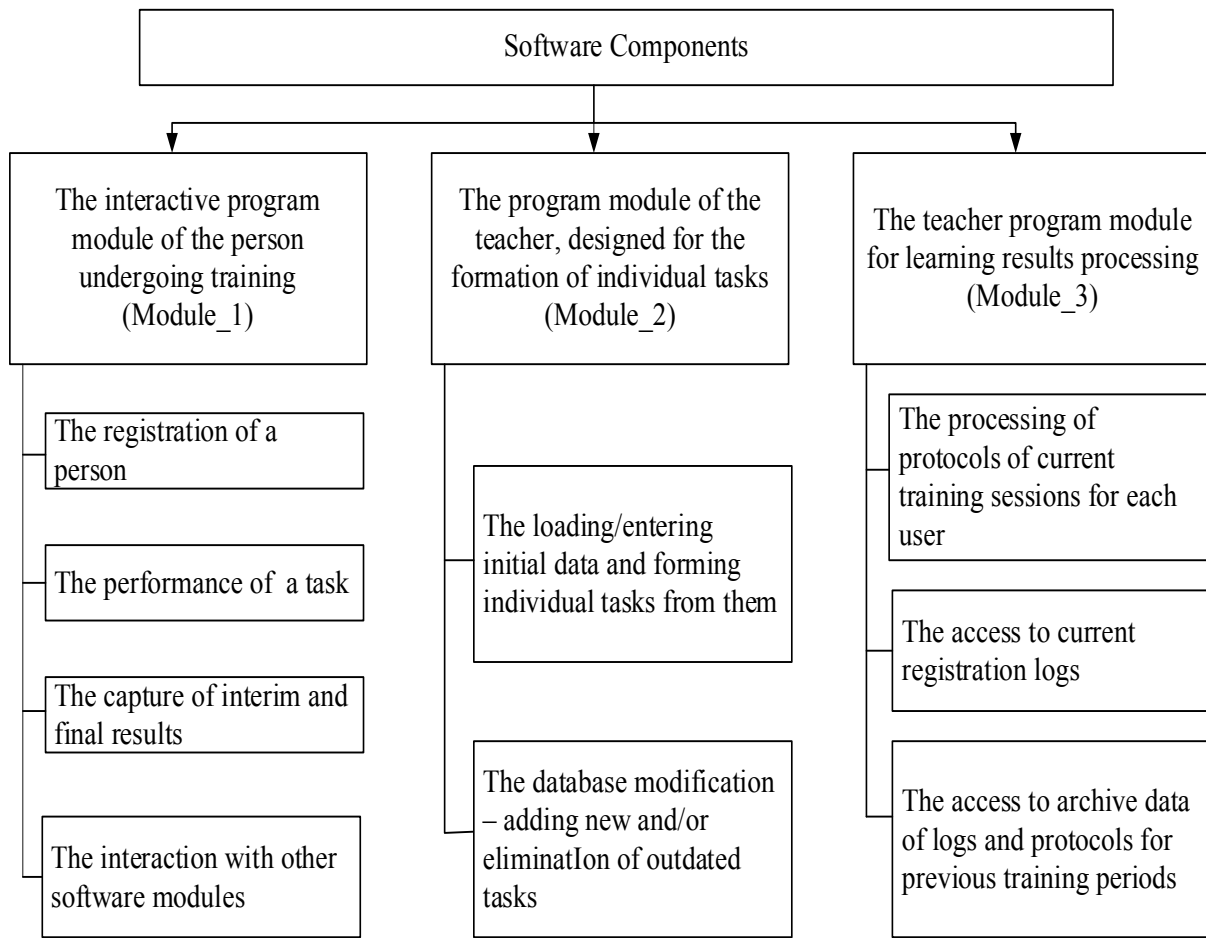 Software Components
The interactive program
module of the person
undergoing training
(Module_1)
The program module of the
teacher, designed for the
formation of individual tasks
(Module_2)
The teacher program module
for learning results processing
(Module_3)
The registration of a
person
The performance of a task
The capture of interim and
final results
The interaction with other
software modules
The loading/entering
initial data and forming
individual tasks from them
The database modification
– adding new and/or
eliminatIon of outdated
tasks
The processing of
protocols of current
training sessions for each
user
The access to current
registration logs
The access to archive data
of logs and protocols for
previous training periods